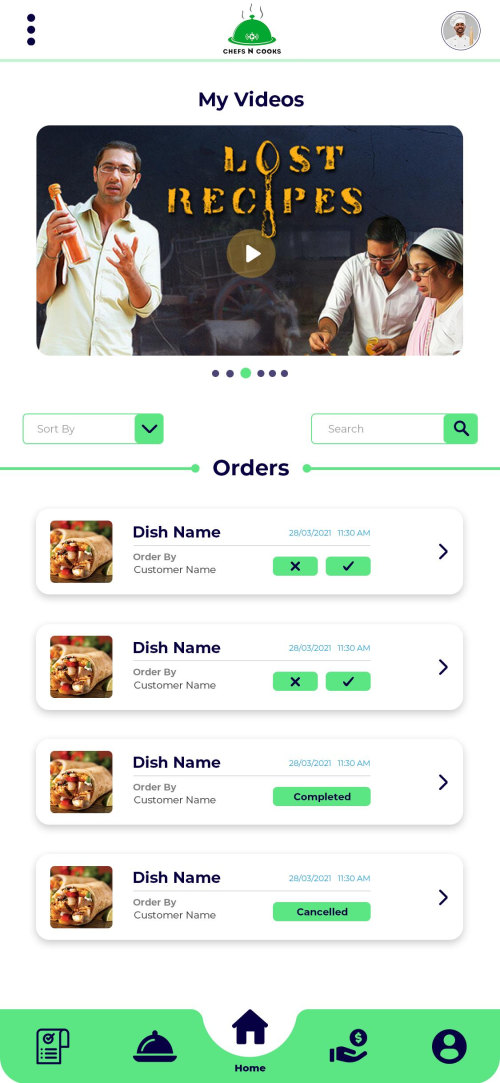 CHEFS N COOKS
My Videos
LOST
RECIPES
Sort By
Search
Orders
Dish Name
28/03/2021 11:30 AM
Order By
Customer Name
Dish Name
28/03/2021 11:30 AM
Order By
Customer Name
Dish Name
28/03/2021 11:30 AM
Order By
Customer Name
Completed
Dish Name
28/03/2021 11:30 AM
Order By
Customer Name
Cancelled
Home